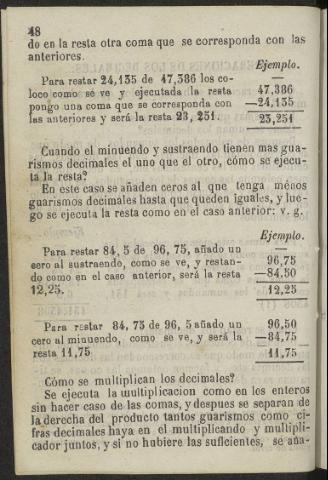 48
do en la resta otra coma que se corresponda con las
anteriores.
Ejemplo.
Para restar 24,135 de 47,386 los co-
loco como se ve y ejecutada la resta
pongo una coma que se corresponda con
las anteriores y será la resta 23, 251.
47,386
—24,135
23,251
Cuando el minuendo y sustraendo tienen mas gua-
rismos decimales el uno que el otro, cómo se ejecu-
ta la resta?
En este caso se añaden ceros al que tenga ménos
guarismos decimales hasta que queden iguales, y lue-
go se ejecuta la resta como en el caso anterior: v. g.
Ejemplo.
Para restar 84, 5 de 96, 75, añado un
cero al sustraendo, como se ve, y restan-
do como en el caso anterior, será la resta
12,25.
96,75
—84,50
12,25
Para restar 84, 75 de 96, 5 añado un
cero al minuendo, como se ve, y será la
resta 11,75
96,50
—84,75
11,75
Cómo se multiplican los decimales?
Se ejecuta la multiplicacion como en los enteros
sin hacer caso de las comas, y despues se separan de
la derecha del producto tantos guarismos como ci-
fras decimales haya en el multiplicando y multipli-
cador juntos, y si no hubiere las suficientes, se aña-